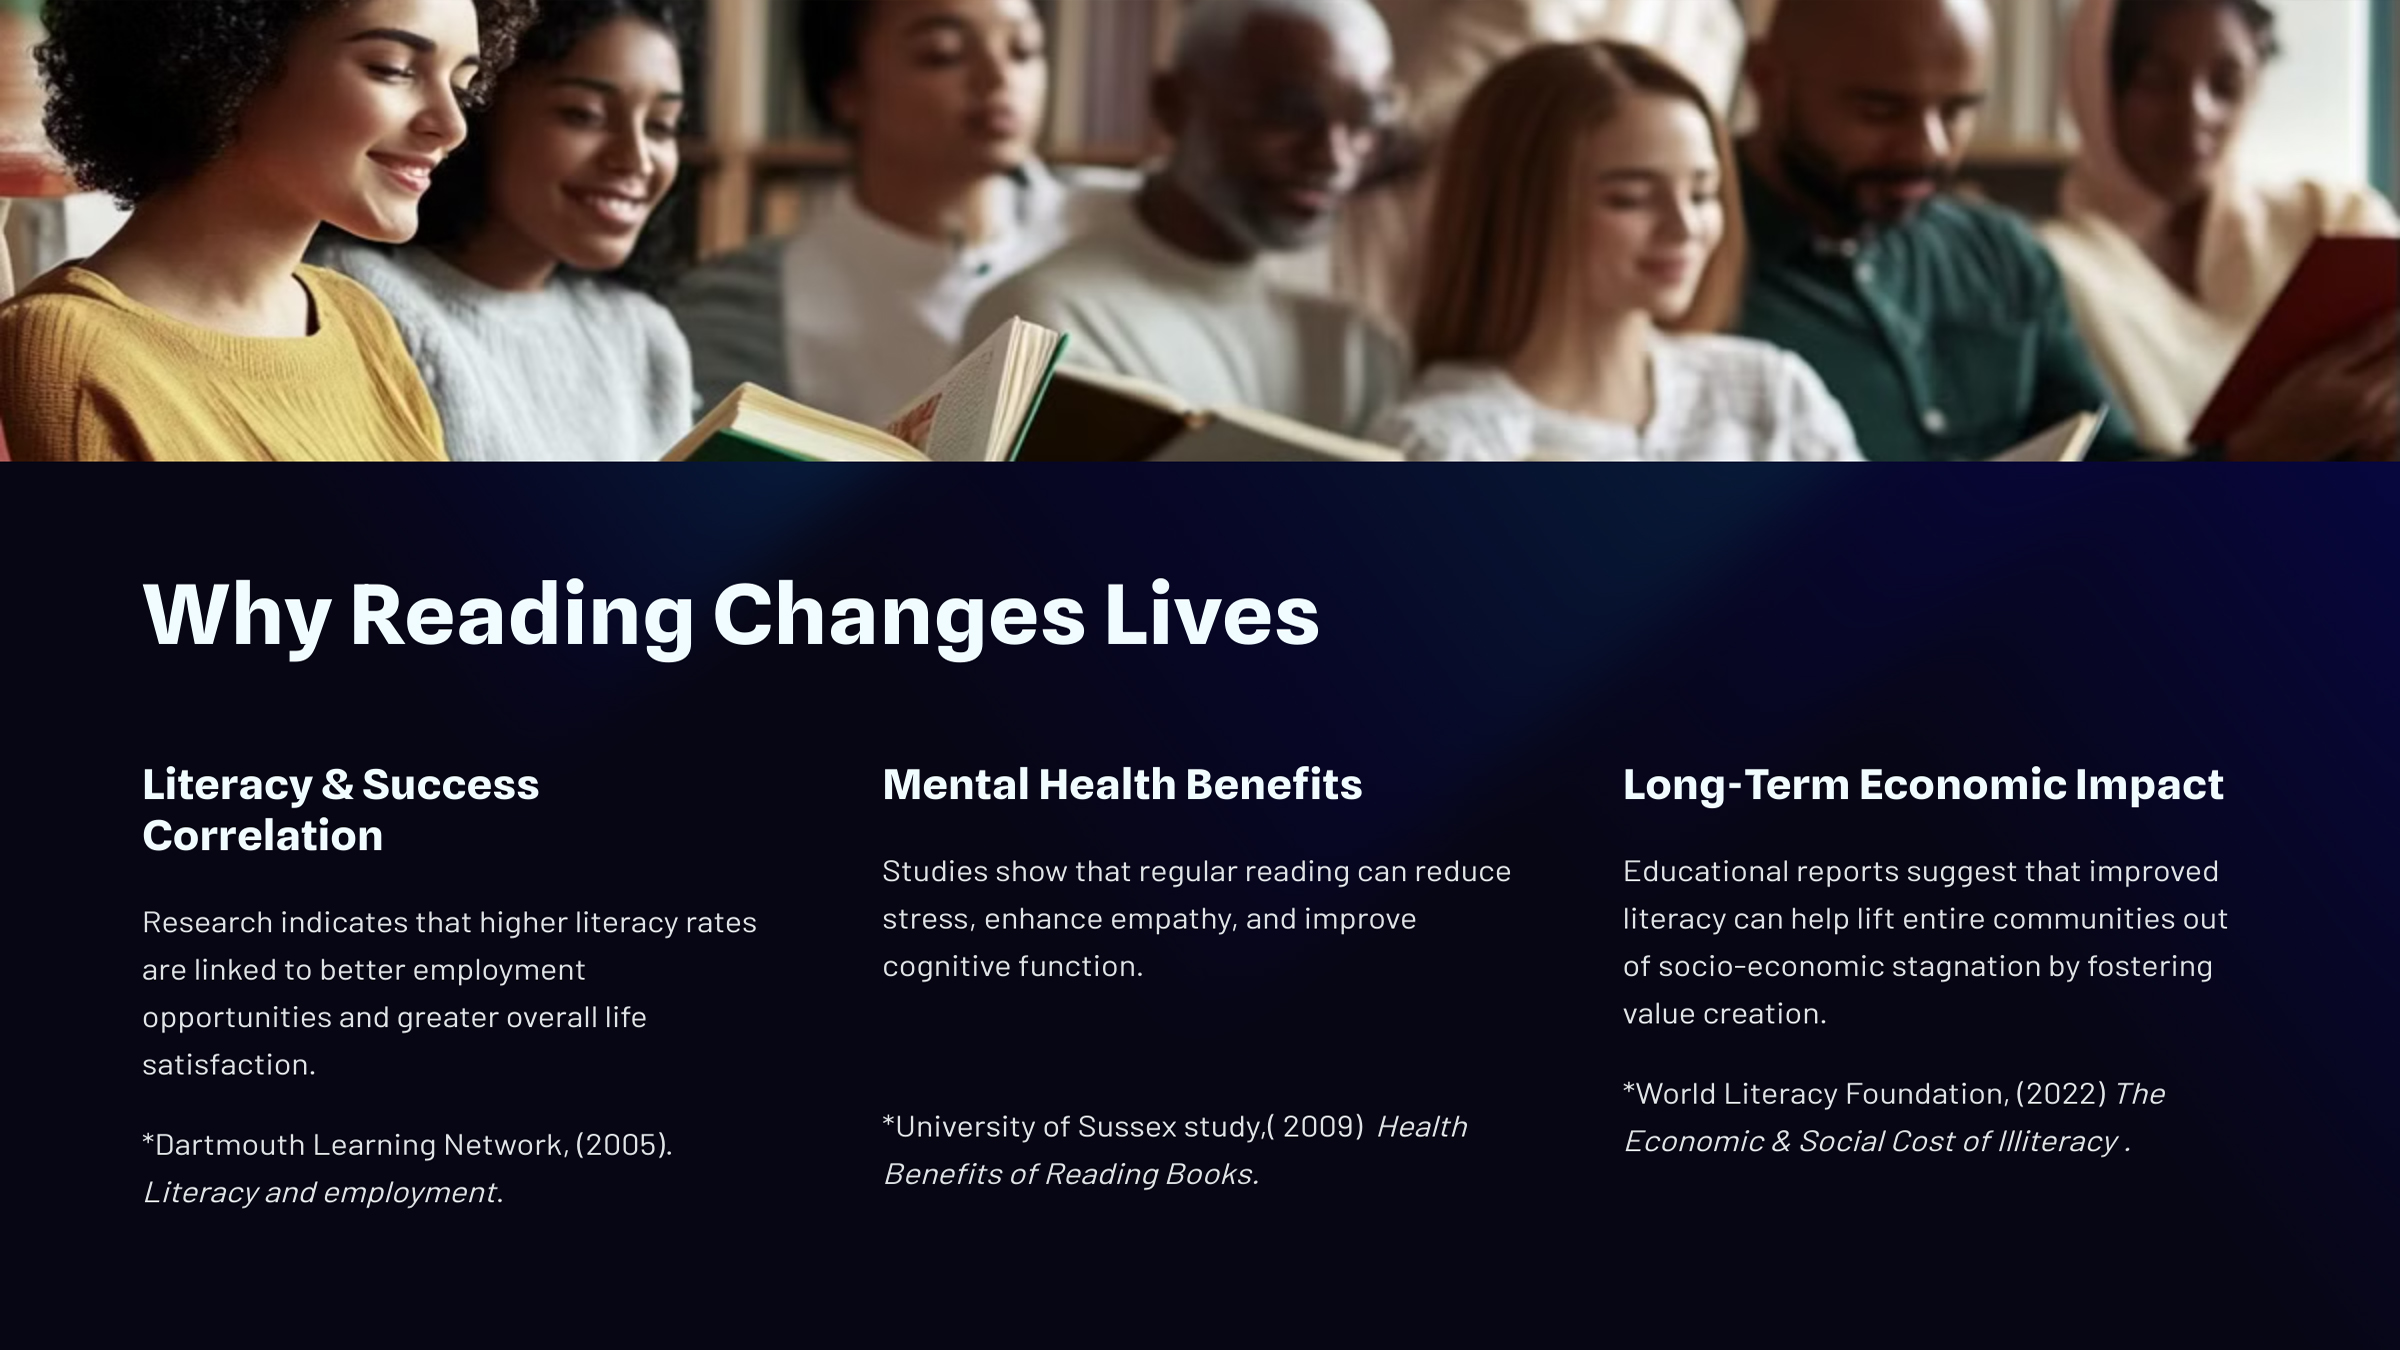 Why Reading Changes Lives
Literacy & Success
Correlation
Research indicates that higher literacy rates
are linked to better employment
opportunities and greater overall life
satisfaction.
*Dartmouth Learning Network, (2005).
Literacy and employment.
Mental Health Benefits
Studies show that regular reading can reduce
stress, enhance empathy, and improve
cognitive function.
*University of Sussex study,( 2009)  Health
Benefits of Reading Books.
Long-Term Economic Impact
Educational reports suggest that improved
literacy can help lift entire communities out
of socio-economic stagnation by fostering
value creation.
*World Literacy Foundation, (2022) The
Economic & Social Cost of Illiteracy .